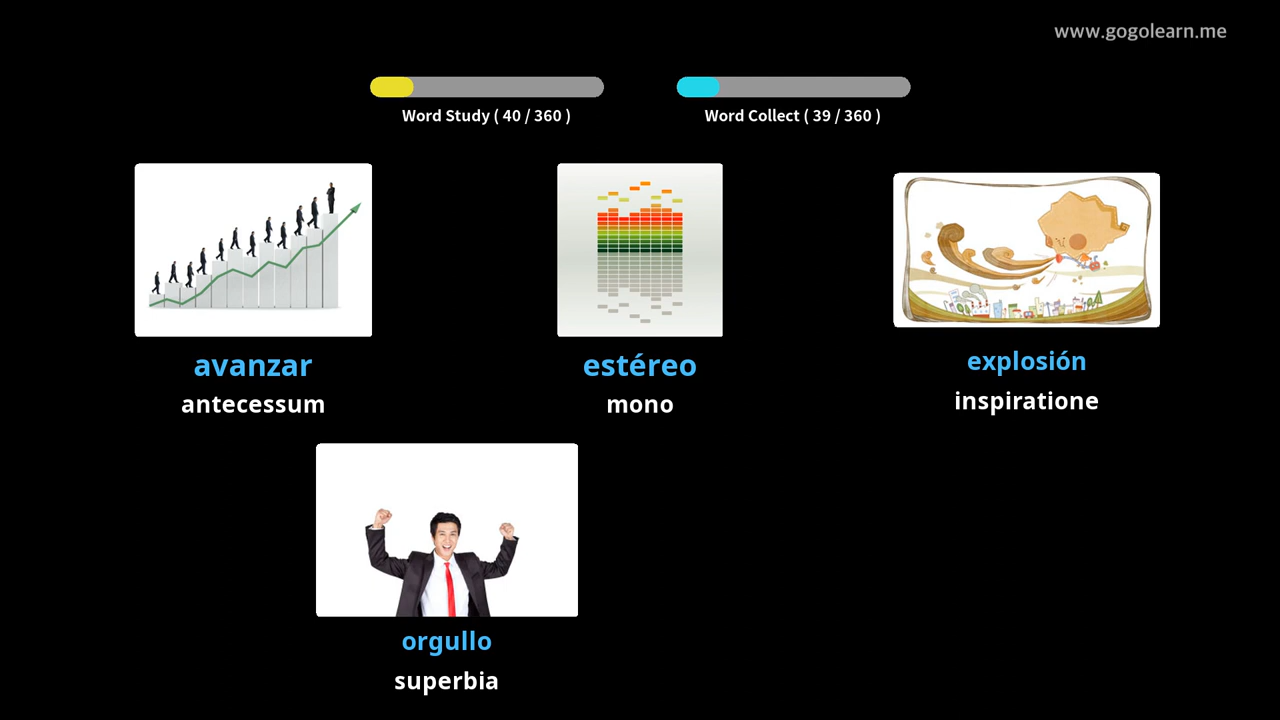 www.gogolearn.me
Word Study ( 40 / 360 )
Word Collect ( 39 / 360 )
avanzar
antecessum
estéreo
mono
explosión
inspiratione
orgullo
superbia